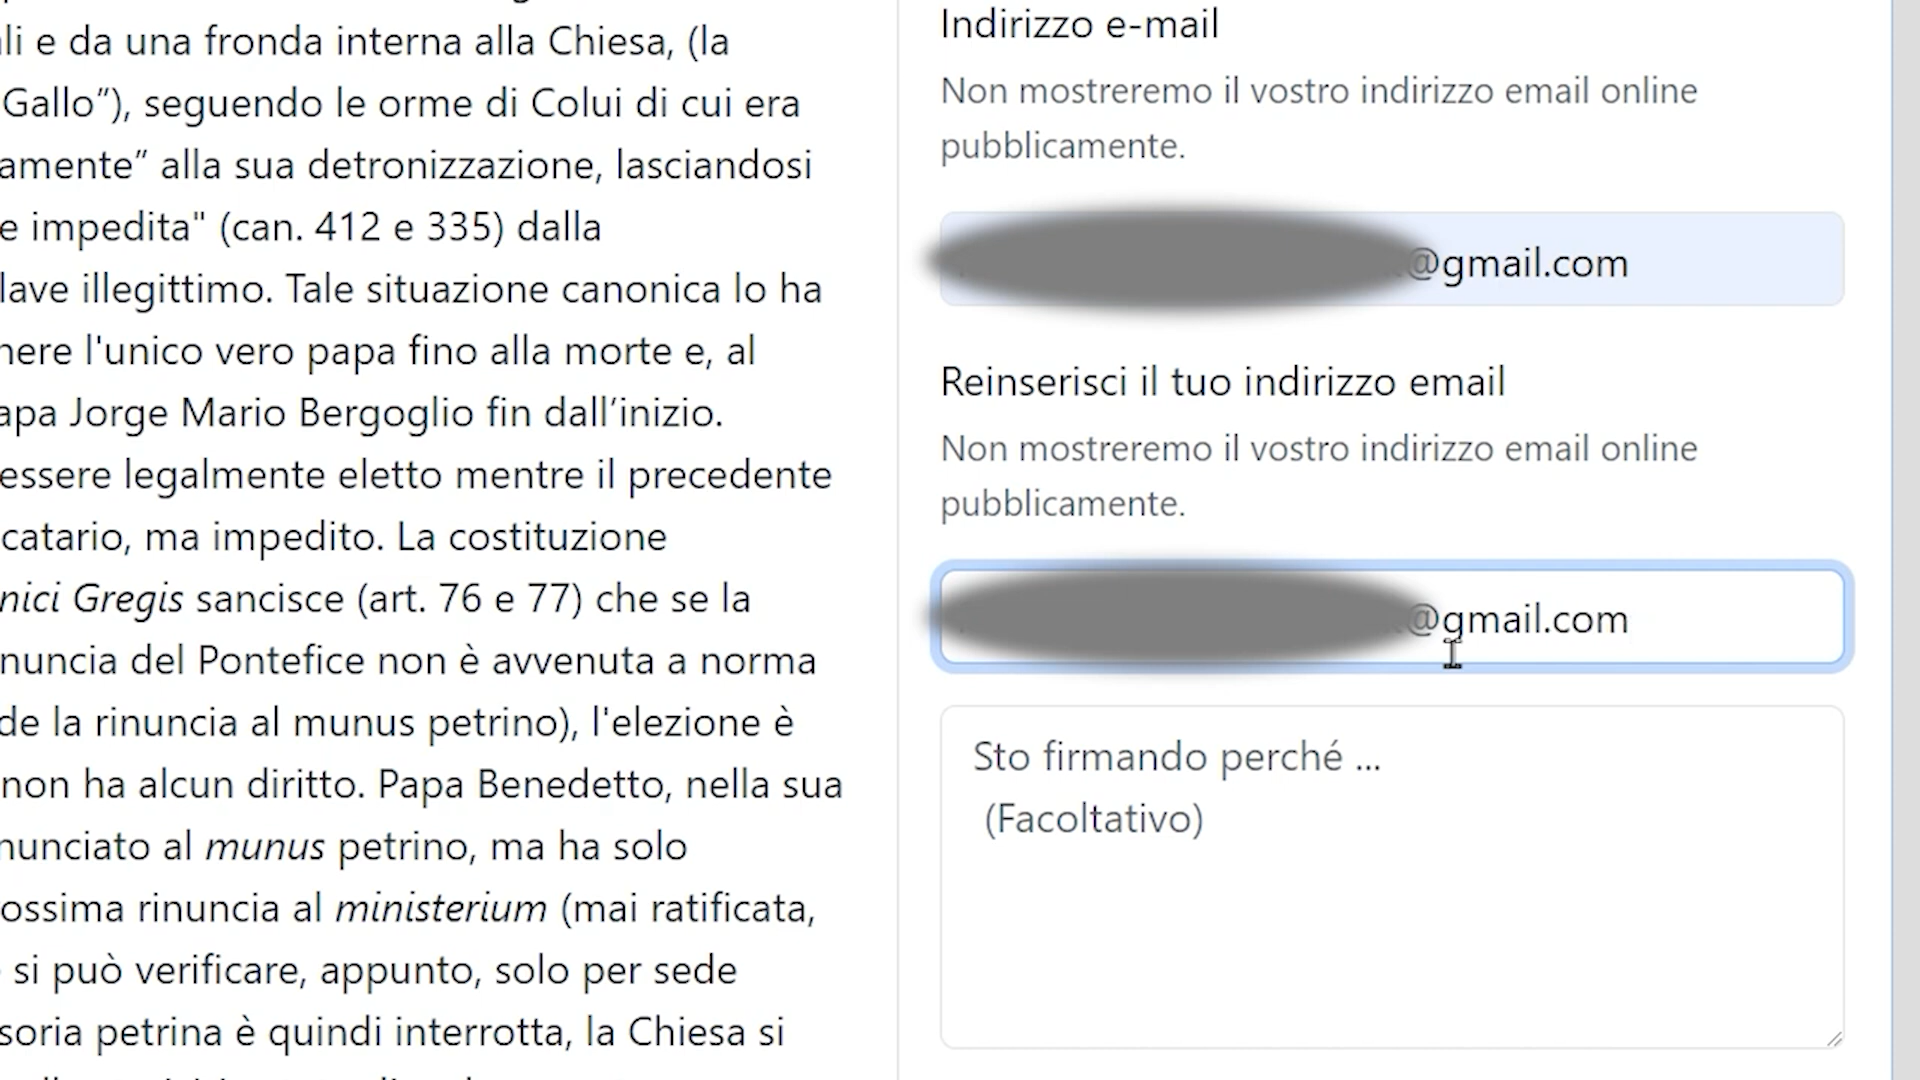 li e da una fronda interna alla Chiesa, (la
Gallo”), seguendo le orme di Colui di cui era
amente” alla sua detronizzazione, lasciandosi
e impedita" (can. 412 e 335) dalla
lave illegittimo. Tale situazione canonica lo ha
nere l'unico vero papa fino alla morte e, al
apa Jorge Mario Bergoglio fin dall’inizio.
essere legalmente eletto mentre il precedente
catario, ma impedito. La costituzione
nici Gregis sancisce (art. 76 e 77) che se la
nuncia del Pontefice non è avvenuta a norma
de la rinuncia al munus petrino), l'elezione è
non ha alcun diritto. Papa Benedetto, nella sua
nunciato al munus petrino, ma ha solo
ossima rinuncia al ministerium (mai ratificata,
si può verificare, appunto, solo per sede
soria petrina è quindi interrotta, la Chiesa si
Indirizzo e-mail
Non mostreremo il vostro indirizzo email online
pubblicamente.
@gmail.com
Reinserisci il tuo indirizzo email
Non mostreremo il vostro indirizzo email online
pubblicamente.
@gmail.com
Sto firmando perché ...
(Facoltativo)